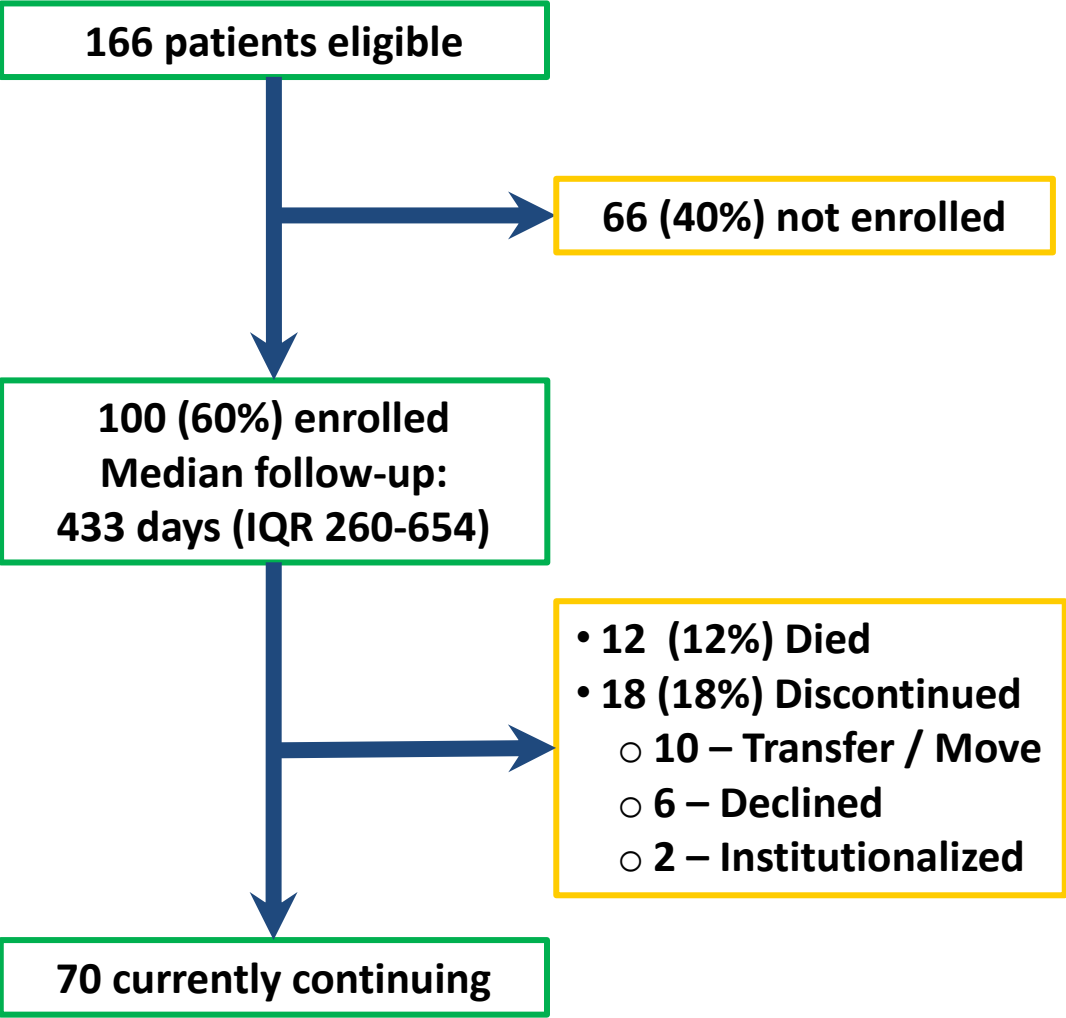 166 patients eligible
66 (40%) not enrolled
100 (60%) enrolled
Median follow-up:
433 days (IQR 260-654)
• 12  (12%) Died
• 18 (18%) Discontinued
○ 10 – Transfer / Move
○ 6 – Declined
○ 2 – Institutionalized
70 currently continuing